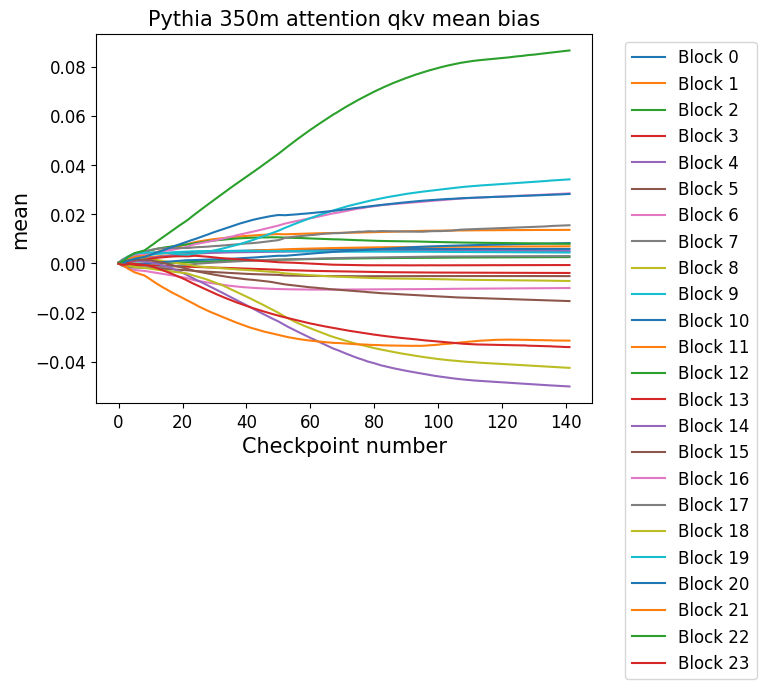 Pythia 350m attention qkv mean bias
mean
0.08
0.06
0.04
0.02
0.00
−0.02
−0.04
0 20 40 60 80 100 120 140
Checkpoint number
Block 0
Block 1
Block 2
Block 3
Block 4
Block 5
Block 6
Block 7
Block 8
Block 9
Block 10
Block 11
Block 12
Block 13
Block 14
Block 15
Block 16
Block 17
Block 18
Block 19
Block 20
Block 21
Block 22
Block 23